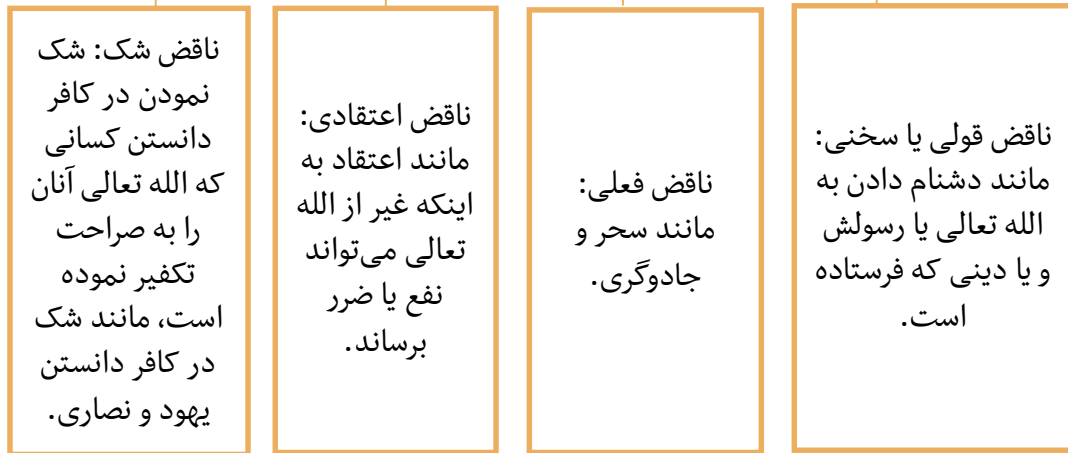 ناقض قولی یا سخنی:
مانند دشنام دادن به
الله تعالی یا رسولش
و یا دینی که فرستاده
است.
ناقض فعلی:
مانند سحر و
جادوگری.
ناقض اعتقادی:
مانند اعتقاد به
اینکه غیر از الله
تعالی می‌تواند
نفع یا ضرر
برساند.
ناقض شک: شک
نمودن در کافر
دانستن کسانی
که الله تعالی آنان
را به صراحت
تکفیر نموده
است، مانند شک
در کافر دانستن
یهود و نصاری.